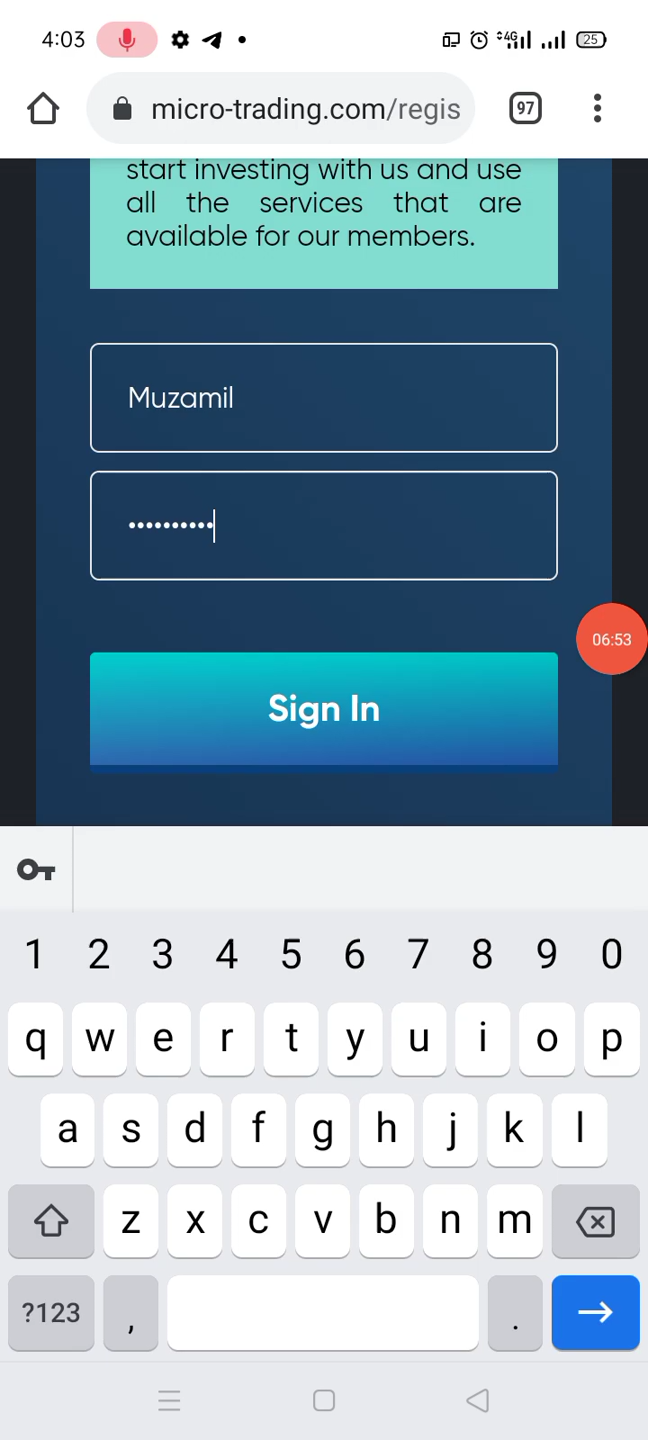 4:03 4G 25
micro-trading.com/regis 97
start investing with us and use
all the services that are
available for our members.
Muzamil
••••••••••
06:53
Sign In
1 2 3 4 5 6 7 8 9 0
q w e r t y u i o p
a s d f g h j k l
z x c v b n m
?123 , .